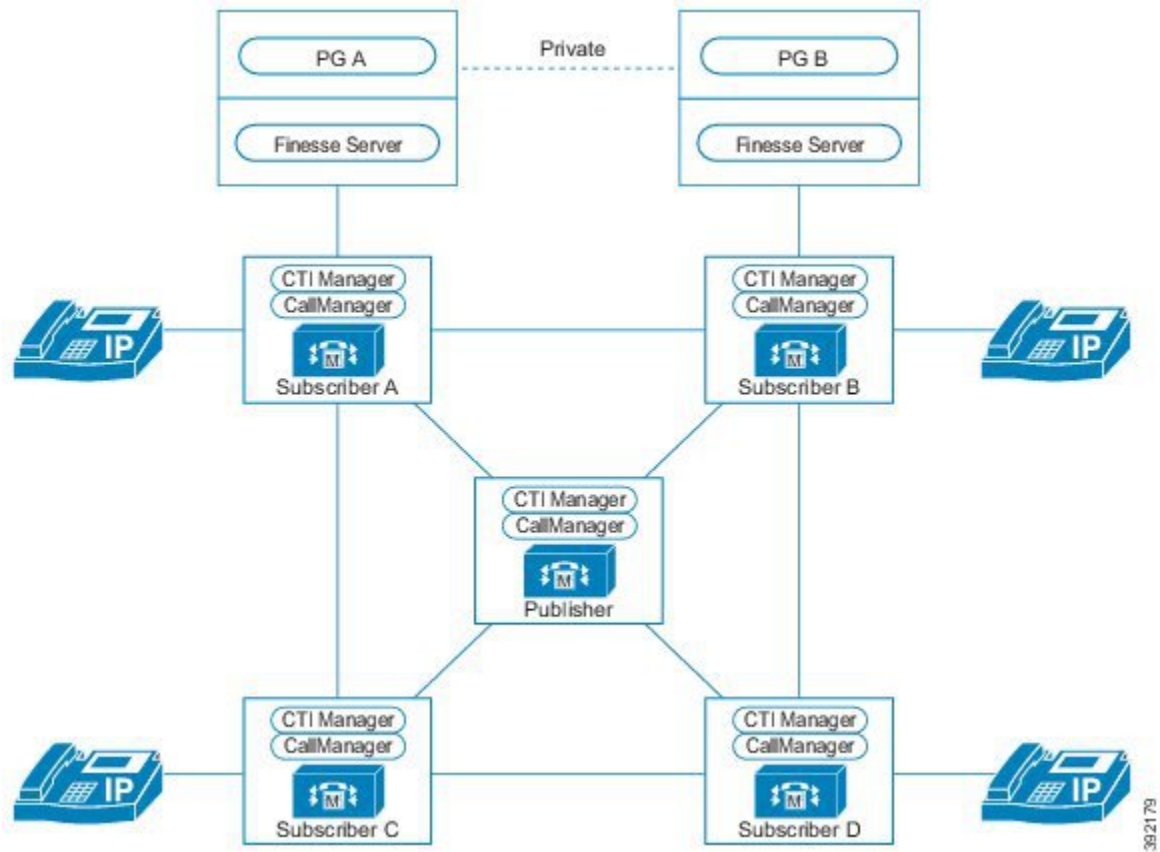 PG A
Private
PG B
Finesse Server
Finesse Server
CTI Manager
CallManager
M
Subscriber A
CTI Manager
CallManager
M
Subscriber B
IP
IP
CTI Manager
CallManager
M
Publisher
CTI Manager
CallManager
M
Subscriber C
CTI Manager
CallManager
M
Subscriber D
IP
IP
392179